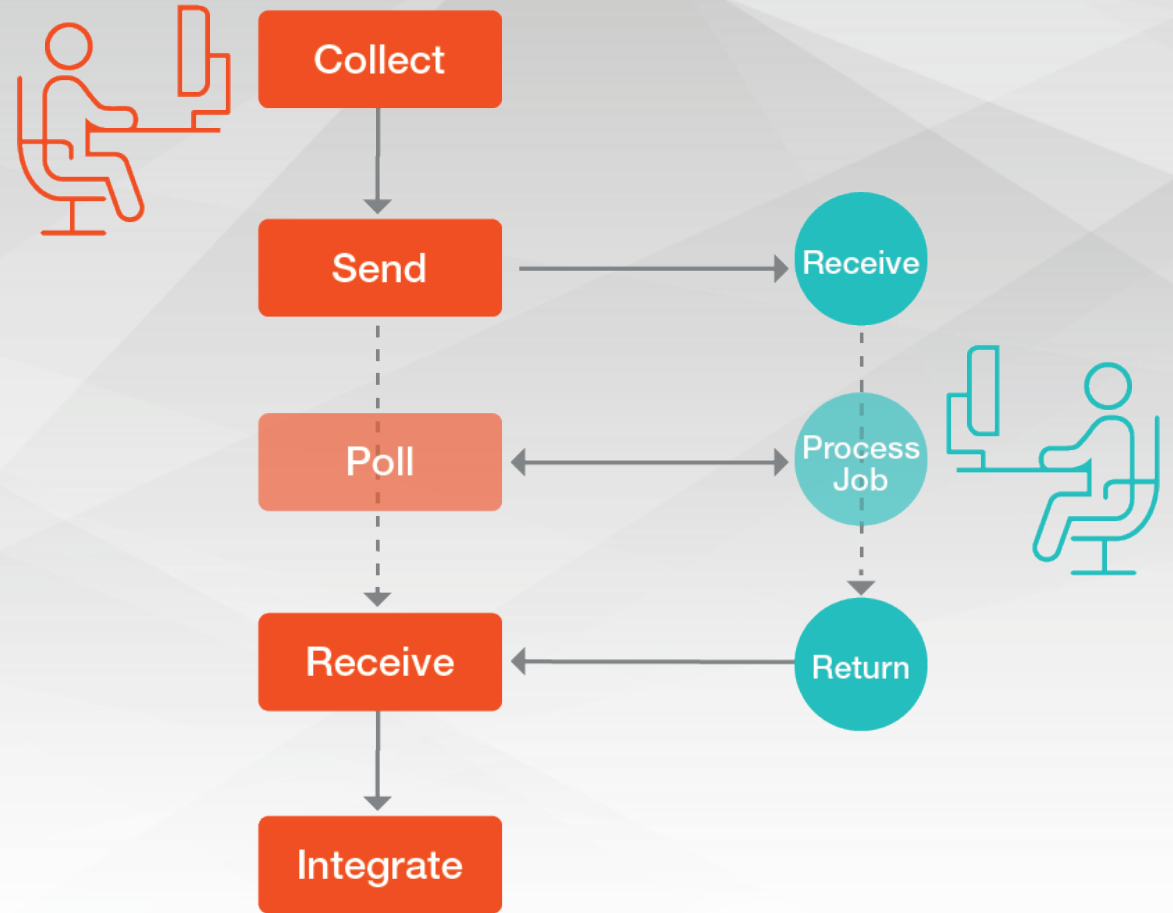 Collect
Send
Receive
Poll
Process
Job
Receive
Return
Integrate